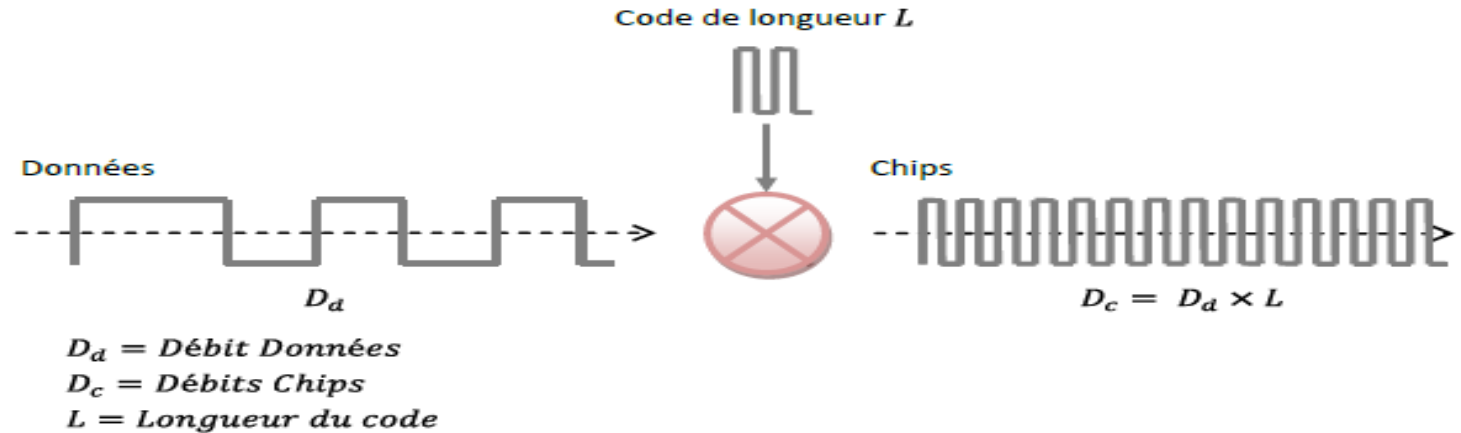 Code de longueur L
Données
Chips
D_d
D_c = D_d × L
D_d = Débit Données
D_c = Débits Chips
L = Longueur du code